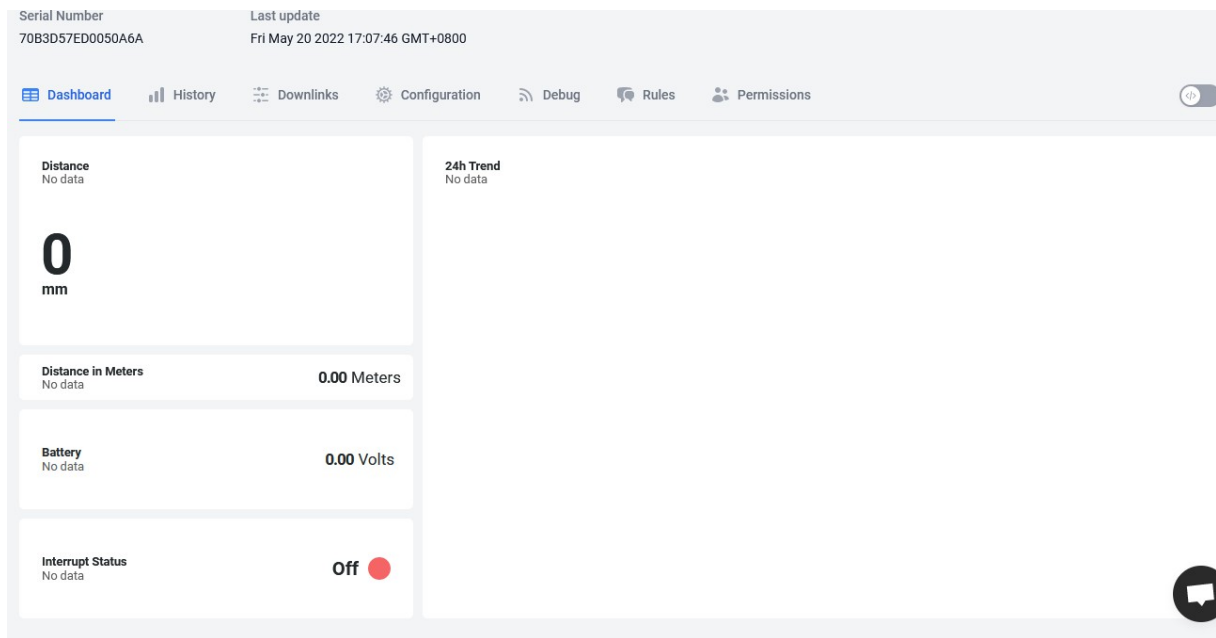 Serial Number
70B3D57ED0050A6A
Last update
Fri May 20 2022 17:07:46 GMT+0800
Dashboard
History
Downlinks
Configuration
Debug
Rules
Permissions
Distance
No data
0
mm
Distance in Meters
No data
0.00 Meters
Battery
No data
0.00 Volts
Interrupt Status
No data
Off
24h Trend
No data